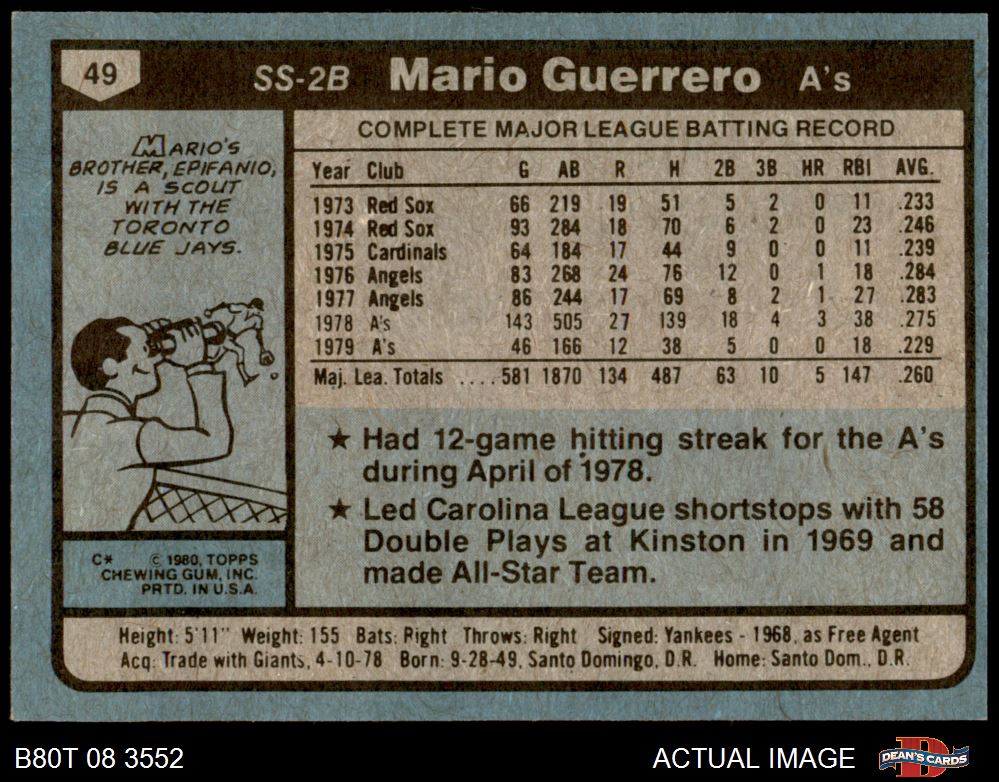 49
SS-2B Mario Guerrero A's
MARIO'S
BROTHER, EPIFANIO,
IS A SCOUT
WITH THE
TORONTO
BLUE JAYS.
COMPLETE MAJOR LEAGUE BATTING RECORD
Year Club G AB R H 2B 3B HR RBI AVG.
1973 Red Sox 66 219 19 51 5 2 0 11 .233
1974 Red Sox 93 284 18 70 6 2 0 23 .246
1975 Cardinals 64 184 17 44 9 0 0 11 .239
1976 Angels 83 268 24 76 12 0 1 18 .284
1977 Angels 86 244 17 69 8 2 1 27 .283
1978 A's 143 505 27 139 18 4 3 38 .275
1979 A's 46 166 12 38 5 0 0 18 .229
Maj. Lea. Totals ....581 1870 134 487 63 10 5 147 .260
★ Had 12-game hitting streak for the A's
during April of 1978.
★ Led Carolina League shortstops with 58
Double Plays at Kinston in 1969 and
made All-Star Team.
C* © 1980, TOPPS
CHEWING GUM, INC.
PRTD. IN U.S.A.
Height: 5'11" Weight: 155 Bats: Right Throws: Right Signed: Yankees - 1968, as Free Agent
Acq: Trade with Giants, 4-10-78 Born: 9-28-49, Santo Domingo, D.R. Home: Santo Dom., D.R.
B80T 08 3552 ACTUAL IMAGE DEAN'S CARDS